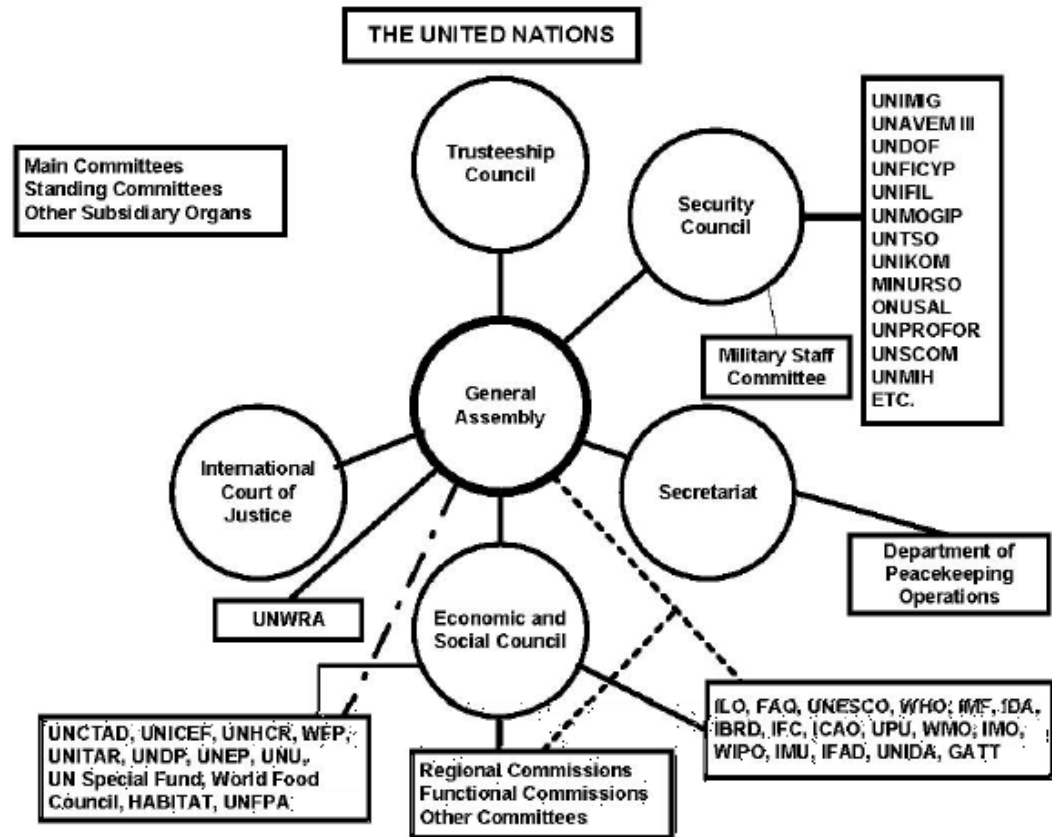 THE UNITED NATIONS
Trusteeship
Council
Main Committees
Standing Committees
Other Subsidiary Organs
Security
Council
UNIMIG
UNAVEM III
UNDOF
UNFICYP
UNIFIL
UNMOGIP
UNTSO
UNIKOM
MINURSO
ONUSAL
UNPROFOR
UNSCOM
UNMIH
ETC.
Military Staff
Committee
General
Assembly
International
Court of
Justice
Secretariat
Department of
Peacekeeping
Operations
UNWRA
Economic and
Social Council
UNCTAD, UNICEF, UNHCR, WFP,
UNITAR, UNDP, UNEP, UNU,
UN Special Fund, World Food
Council, HABITAT, UNFPA
Regional Commissions
Functional Commissions
Other Committees
ILO, FAO, UNESCO, WHO, IMF, IDA,
IBRD, IFC, ICAO, UPU, WMO, IMO,
WIPO, IMU, IFAD, UNIDA, GATT